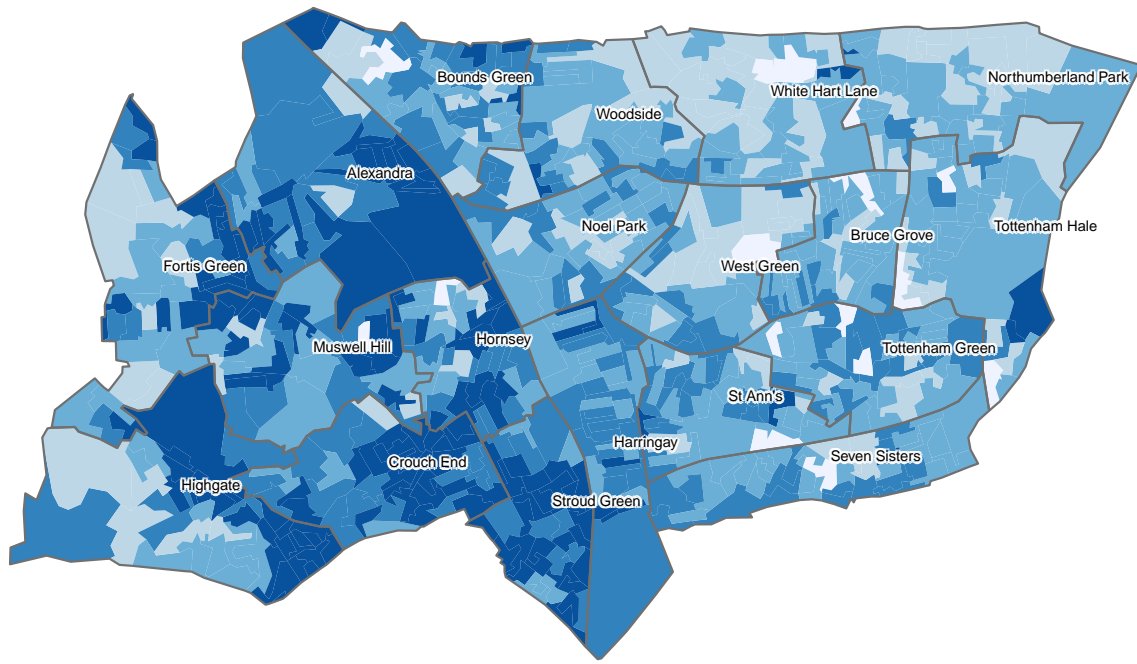 Bounds Green
Northumberland Park
White Hart Lane
Woodside
Alexandra
Noel Park
Tottenham Hale
Bruce Grove
Fortis Green
West Green
Hornsey
Muswell Hill
Tottenham Green
St Ann's
Harringay
Seven Sisters
Crouch End
Highgate
Stroud Green